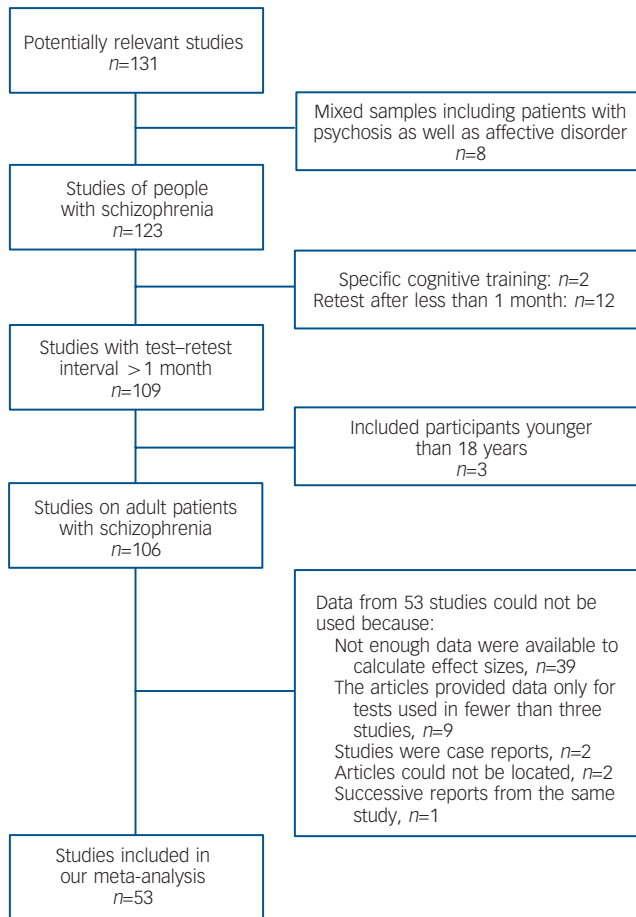 Potentially relevant studies
n=131
Mixed samples including patients with
psychosis as well as affective disorder
n=8
Studies of people
with schizophrenia
n=123
Specific cognitive training: n=2
Retest after less than 1 month: n=12
Studies with test–retest
interval >1 month
n=109
Included participants younger
than 18 years
n=3
Studies on adult patients
with schizophrenia
n=106
Data from 53 studies could not be
used because:
Not enough data were available to
calculate effect sizes, n=39
The articles provided data only for
tests used in fewer than three
studies, n=9
Studies were case reports, n=2
Articles could not be located, n=2
Successive reports from the same
study, n=1
Studies included in
our meta-analysis
n=53